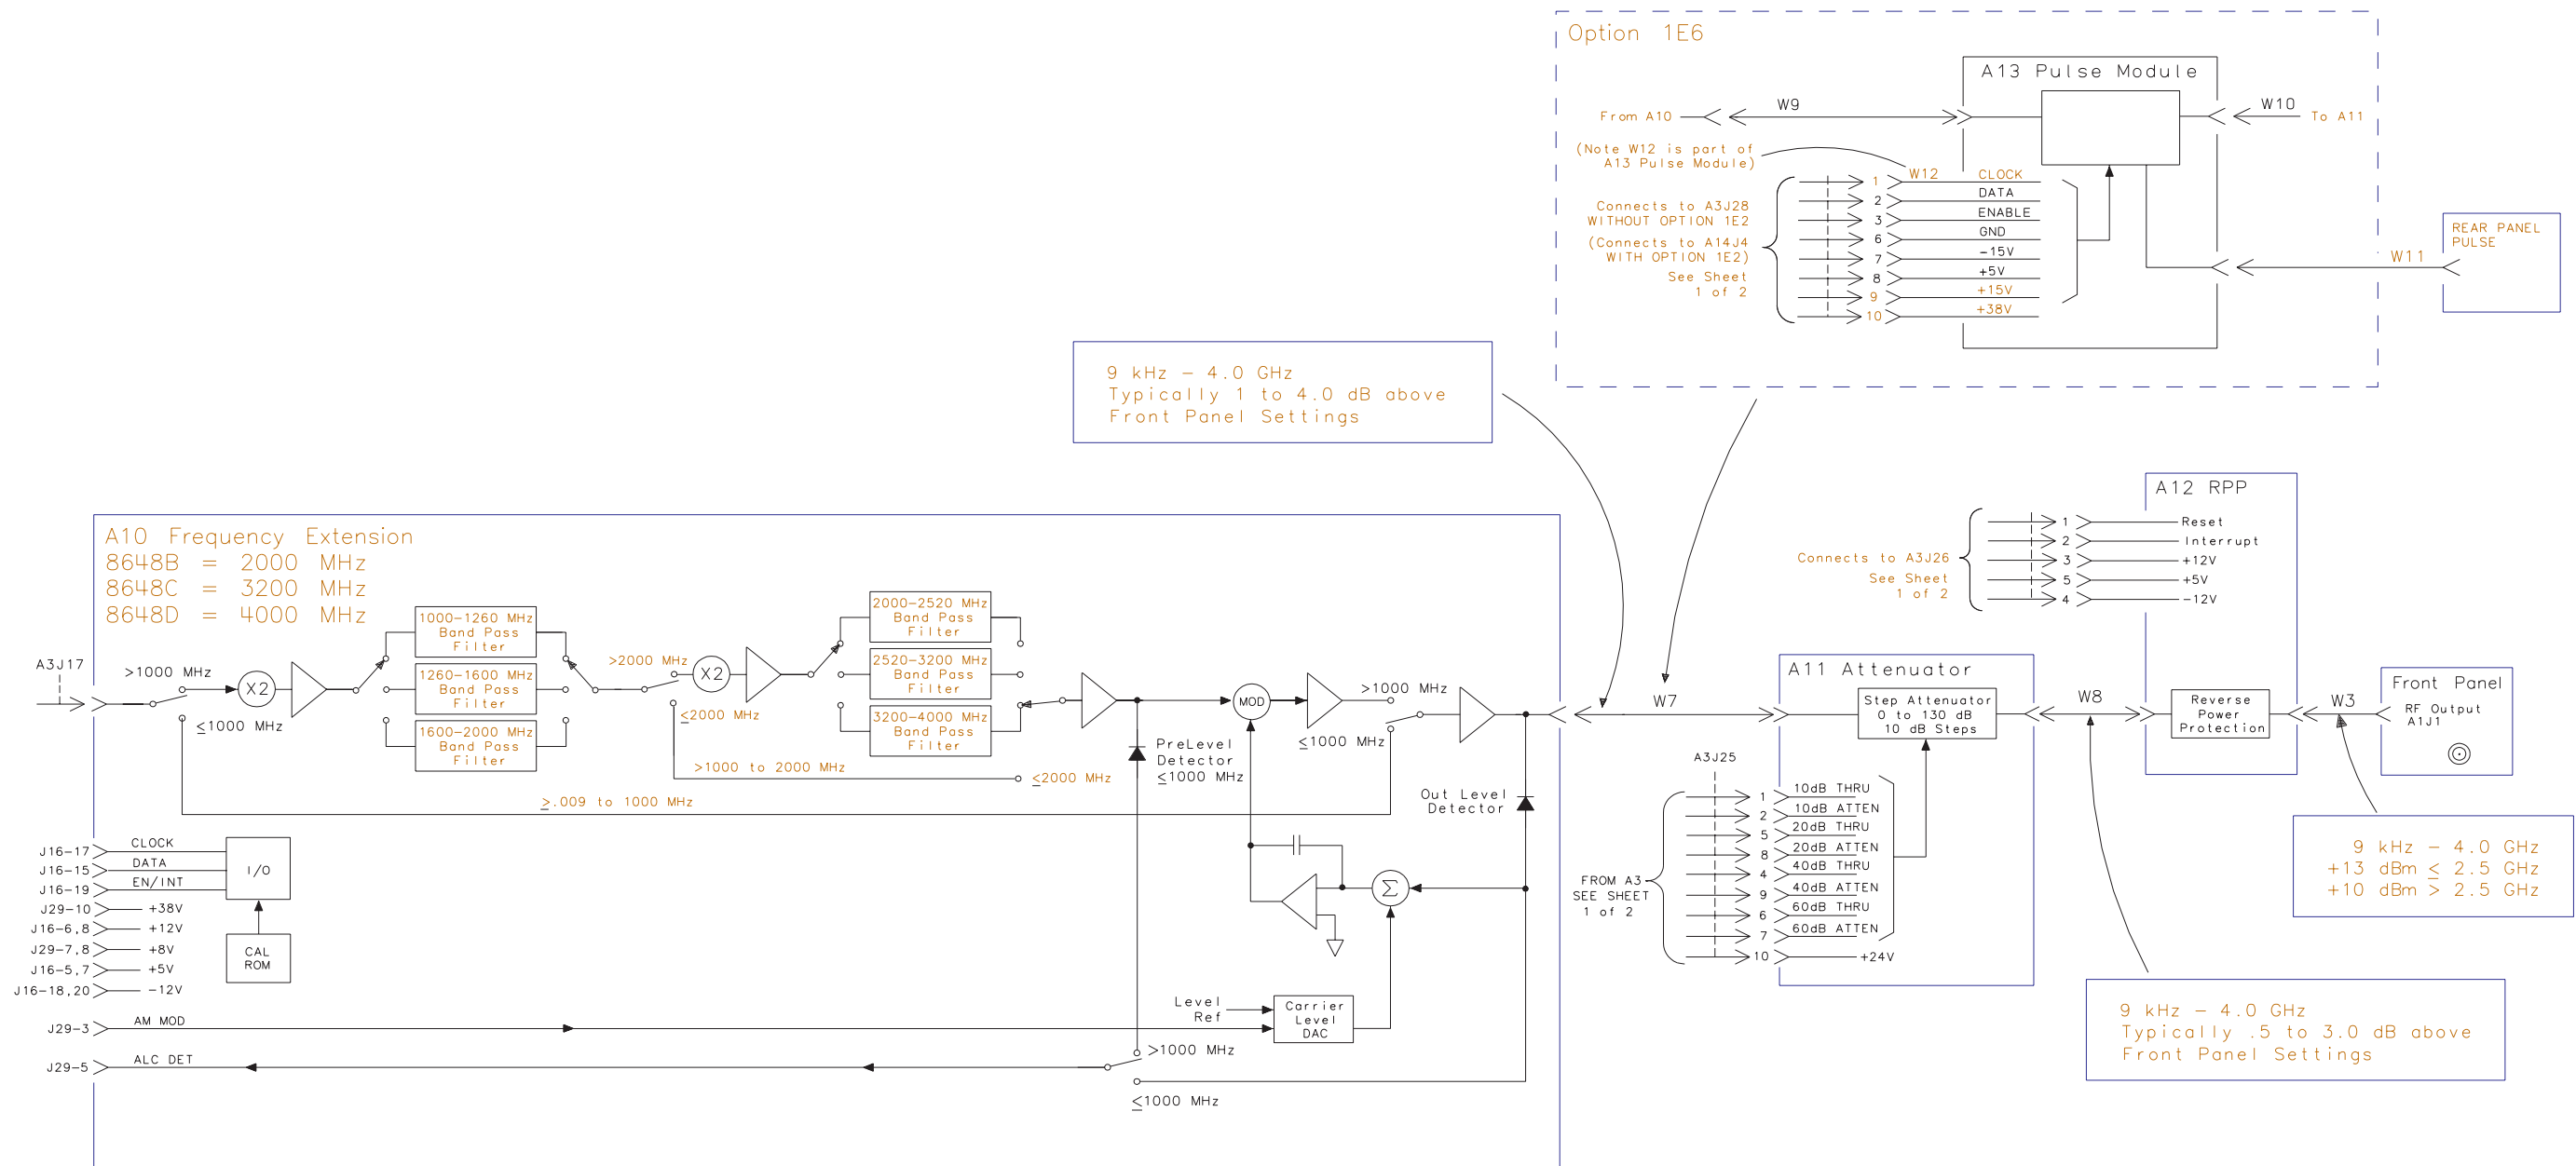 Option 1E6
A13 Pulse Module
From A10
W9
W10
To A11
(Note W12 is part of
A13 Pulse Module)
W12
1 CLOCK
2 DATA
3 ENABLE
6 GND
7 -15V
8 +5V
9 +15V
10 +38V
Connects to A3J28
WITHOUT OPTION 1E2
(Connects to A14J4
WITH OPTION 1E2)
See Sheet
1 of 2
W11
REAR PANEL
PULSE
9 kHz - 4.0 GHz
Typically 1 to 4.0 dB above
Front Panel Settings
A10 Frequency Extension
8648B = 2000 MHz
8648C = 3200 MHz
8648D = 4000 MHz
A3J17
>1000 MHz
≤1000 MHz
X2
1000-1260 MHz
Band Pass
Filter
1260-1600 MHz
Band Pass
Filter
1600-2000 MHz
Band Pass
Filter
>2000 MHz
≤2000 MHz
X2
2000-2520 MHz
Band Pass
Filter
2520-3200 MHz
Band Pass
Filter
3200-4000 MHz
Band Pass
Filter
>1000 to 2000 MHz
≤2000 MHz
≥.009 to 1000 MHz
PreLevel
Detector
≤1000 MHz
MOD
>1000 MHz
≤1000 MHz
Out Level
Detector
Σ
Level
Ref
Carrier
Level
DAC
>1000 MHz
≤1000 MHz
J16-17 CLOCK
J16-15 DATA
J16-19 EN/INT
J29-10 +38V
J16-6,8 +12V
J29-7,8 +8V
J16-5,7 +5V
J16-18,20 -12V
J29-3 AM MOD
J29-5 ALC DET
I/O
CAL
ROM
W7
A11 Attenuator
Step Attenuator
0 to 130 dB
10 dB Steps
A3J25
1 10dB THRU
2 10dB ATTEN
5 20dB THRU
8 20dB ATTEN
4 40dB THRU
9 40dB ATTEN
6 60dB THRU
7 60dB ATTEN
10 +24V
FROM A3
SEE SHEET
1 of 2
W8
A12 RPP
1 Reset
2 Interrupt
3 +12V
5 +5V
4 -12V
Connects to A3J26
See Sheet
1 of 2
Reverse
Power
Protection
W3
Front Panel
RF Output
A1J1
9 kHz - 4.0 GHz
+13 dBm ≤ 2.5 GHz
+10 dBm > 2.5 GHz
9 kHz - 4.0 GHz
Typically .5 to 3.0 dB above
Front Panel Settings